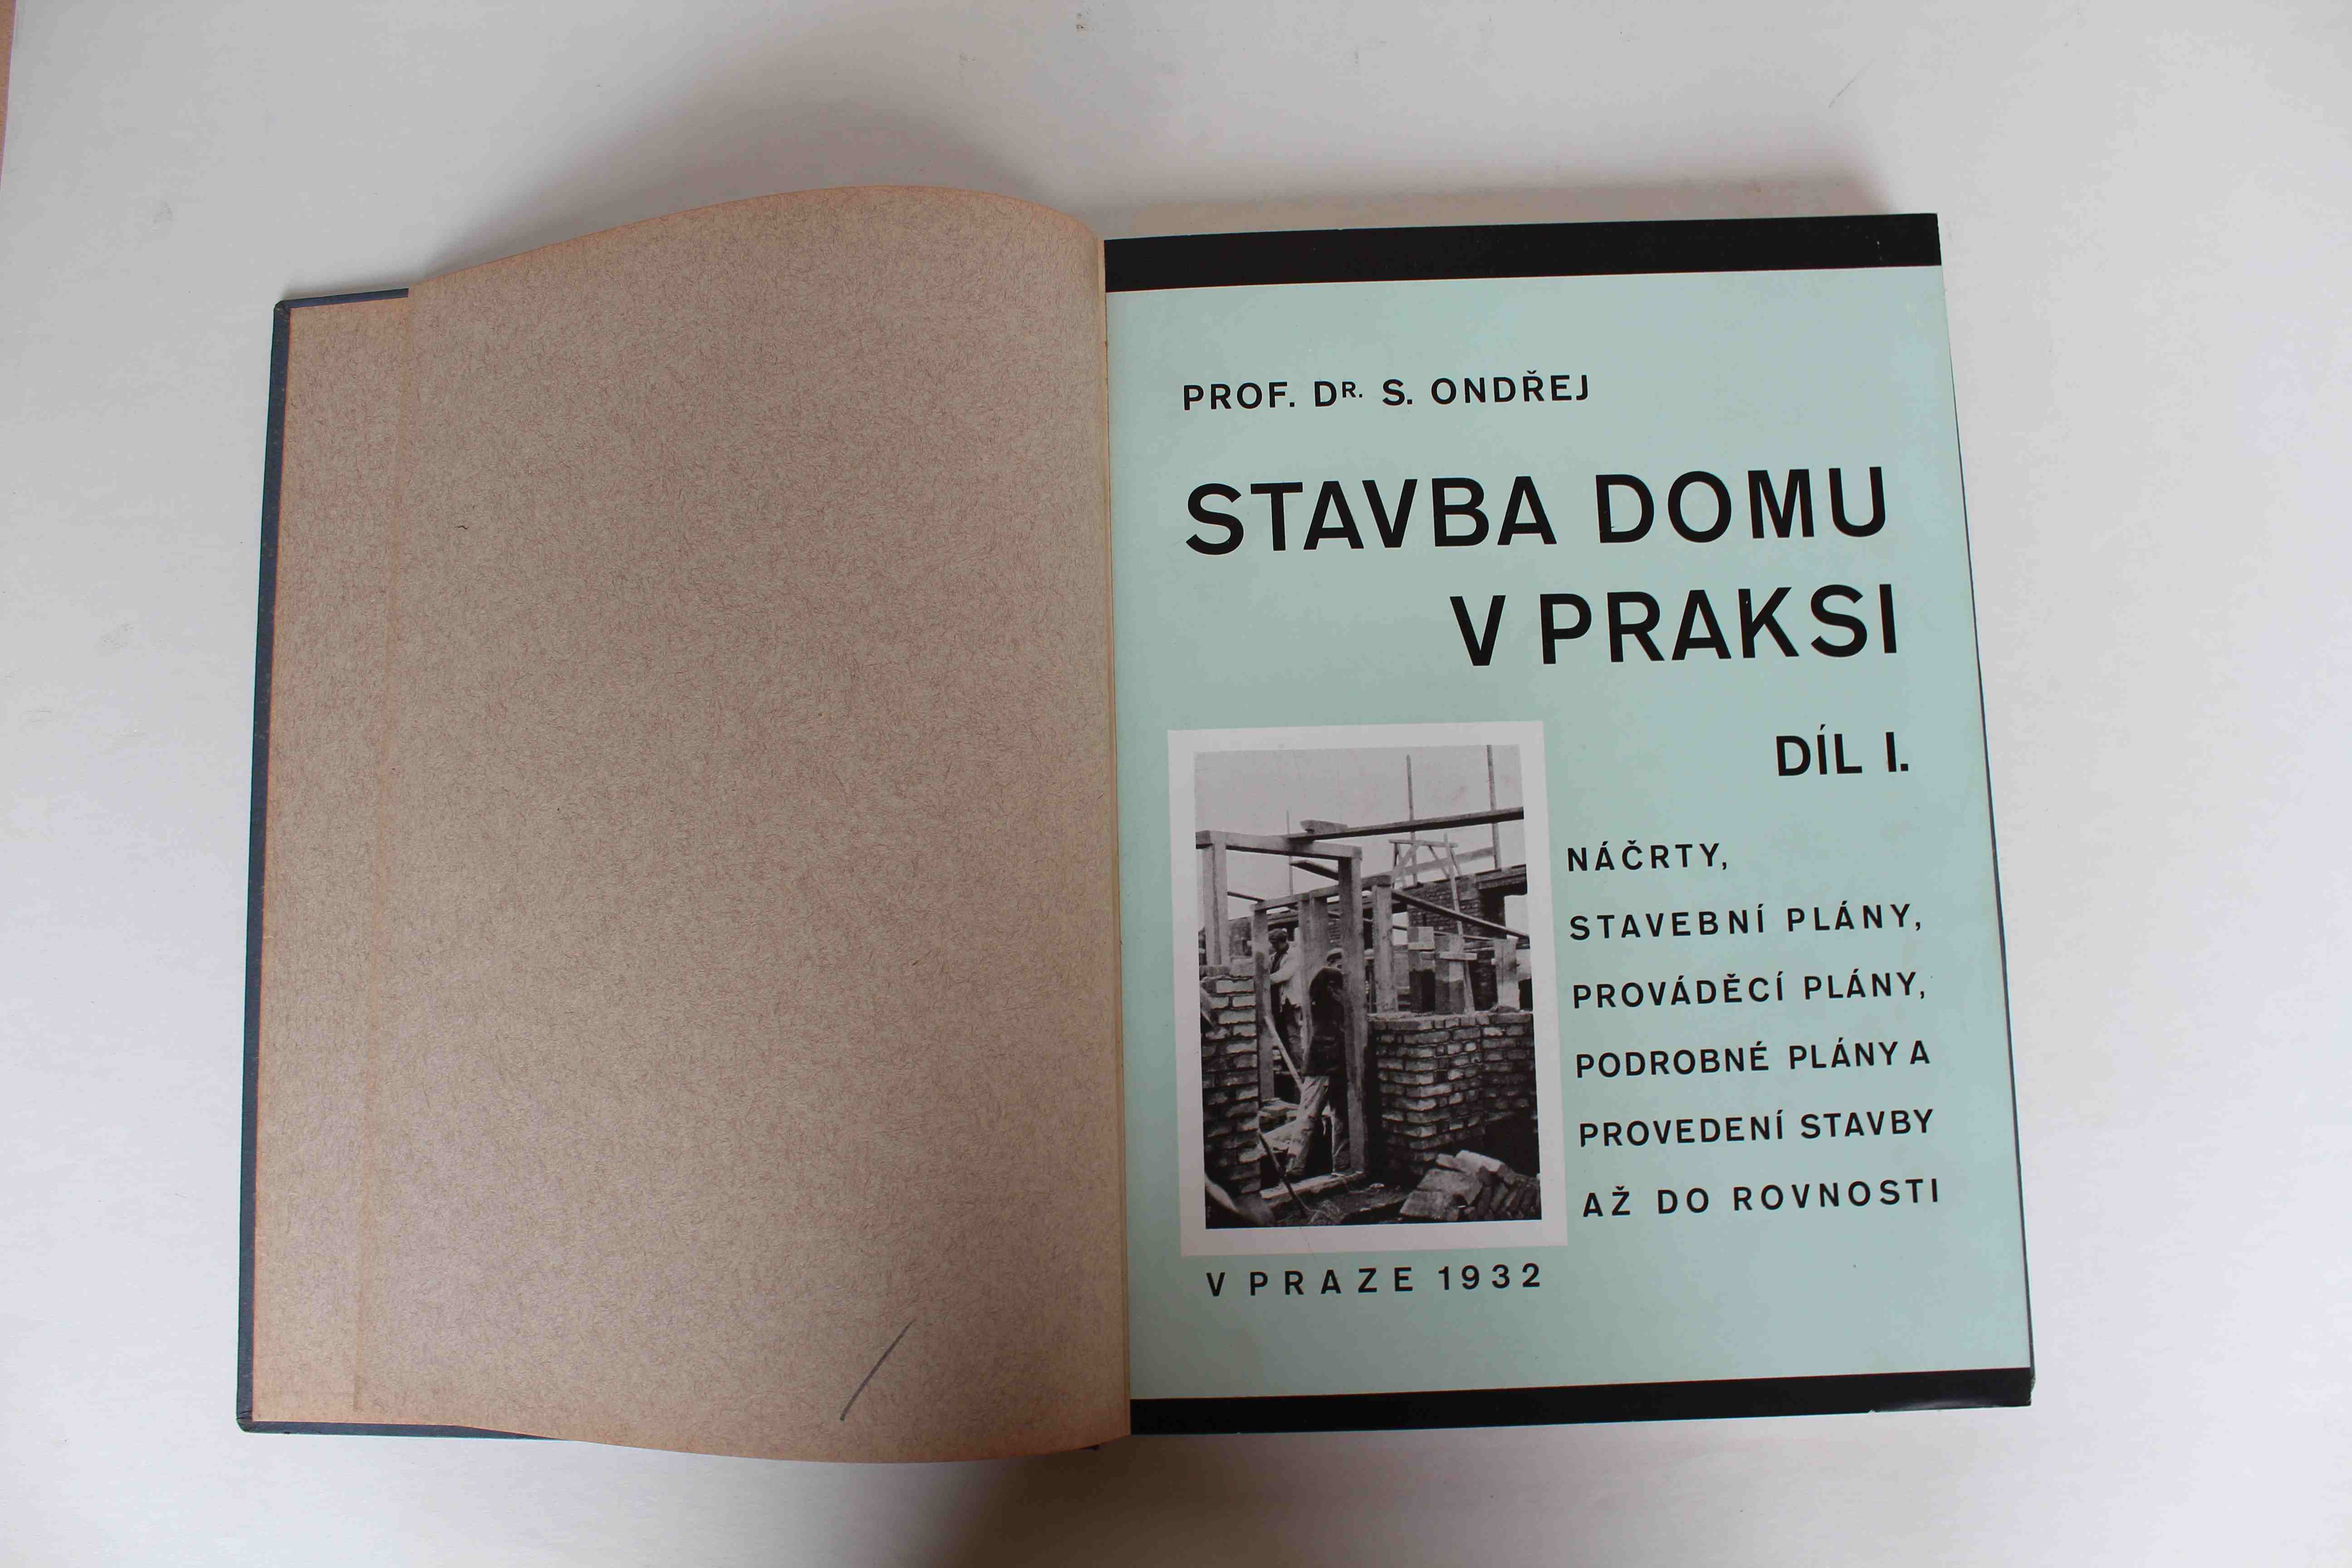 PROF. DR. S. ONDŘEJ
STAVBA DOMU
V PRAKSI
DÍL I.
NÁČRTY,
STAVEBNÍ PLÁNY,
PROVÁDĚCÍ PLÁNY,
PODROBNÉ PLÁNY A
PROVEDENÍ STAVBY
AŽ DO ROVNOSTI
V PRAZE 1932